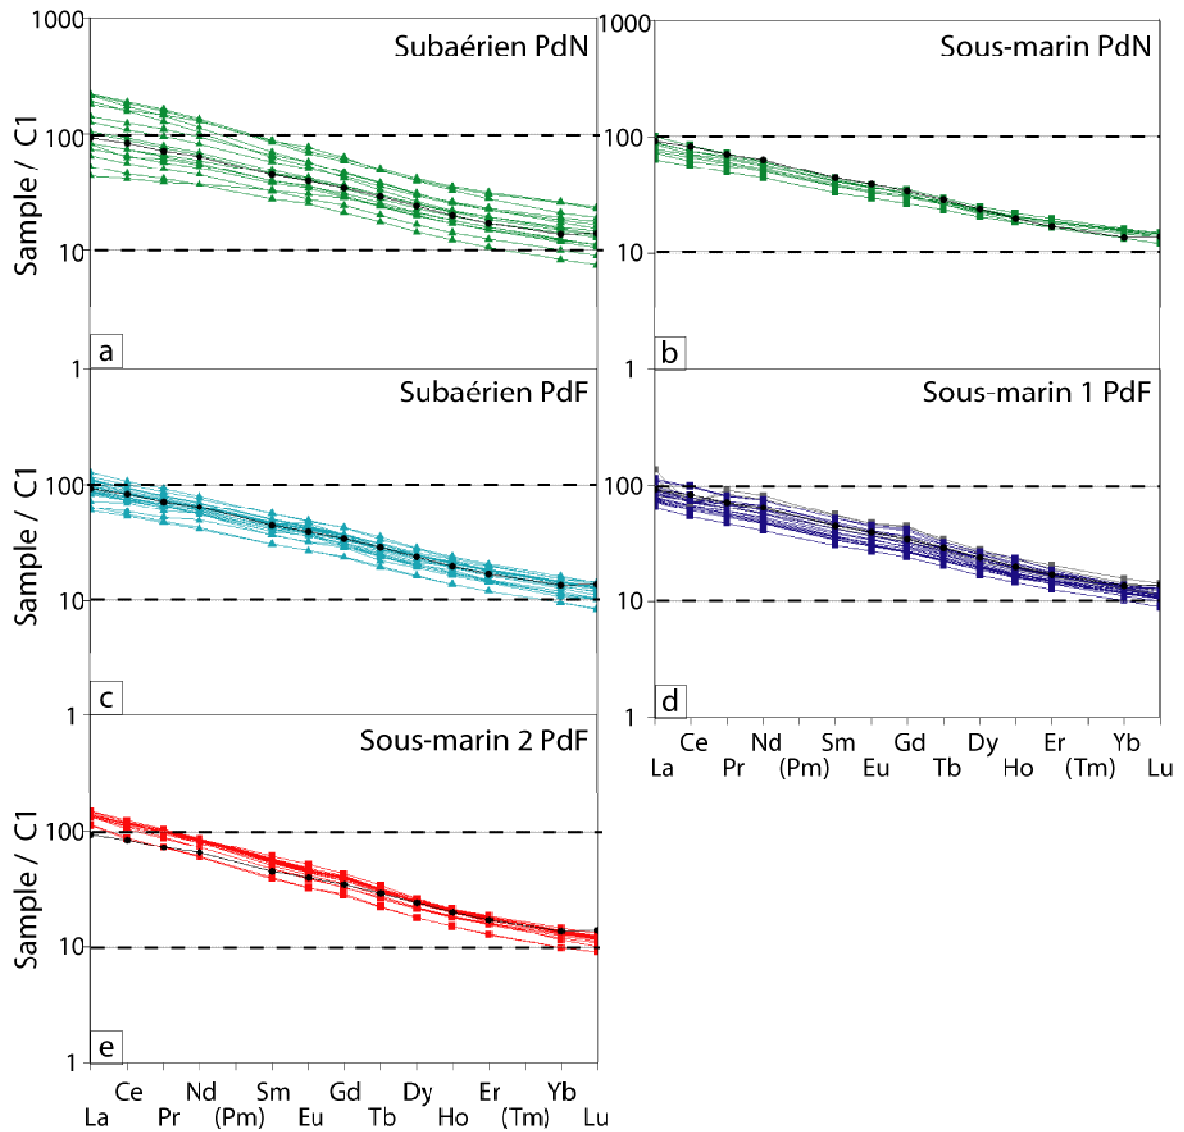 1000
Subaérien PdN
100
Sample / C1
10
a
1
1000
Sous-marin PdN
100
10
b
1
Subaérien PdF
100
Sample / C1
10
c
1
Sous-marin 1 PdF
100
10
d
1
Ce Nd Sm Gd Dy Er Yb
La Pr (Pm) Eu Tb Ho (Tm) Lu
Sous-marin 2 PdF
100
Sample / C1
10
e
1
Ce Nd Sm Gd Dy Er Yb
La Pr (Pm) Eu Tb Ho (Tm) Lu